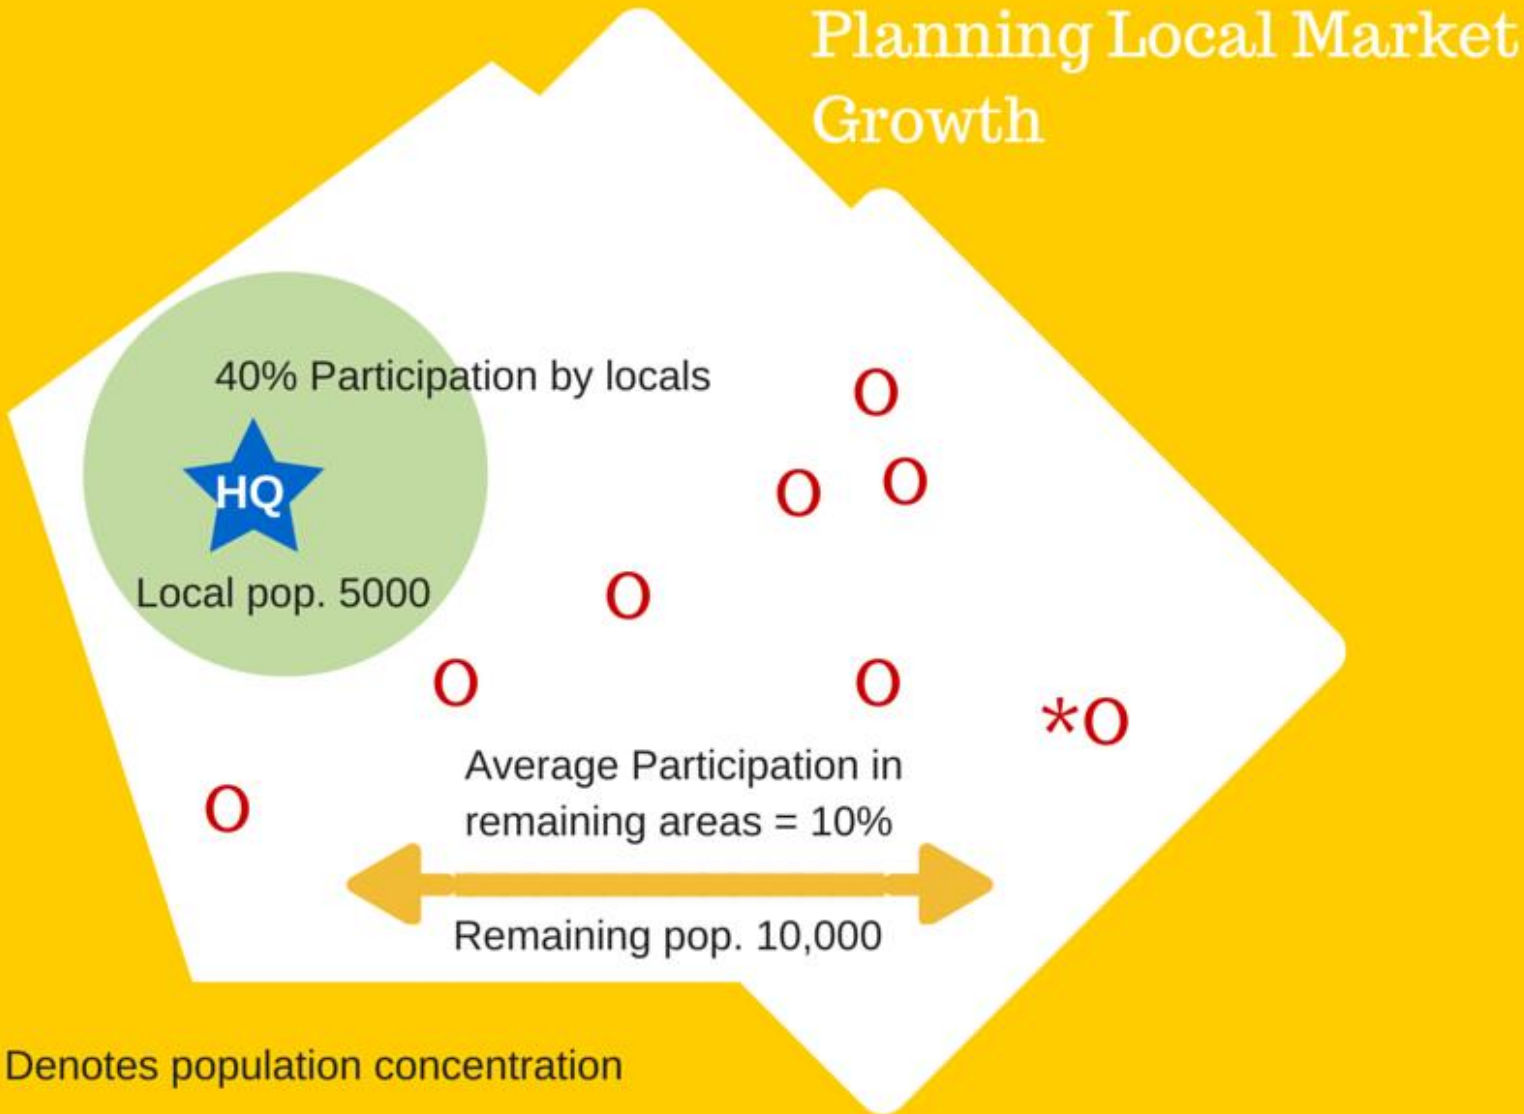 Planning Local Market
Growth
40% Participation by locals
O
HQ
O
O
Local pop. 5000
O
O
O
*O
Average Participation in
remaining areas = 10%
O
Remaining pop. 10,000
Denotes population concentration